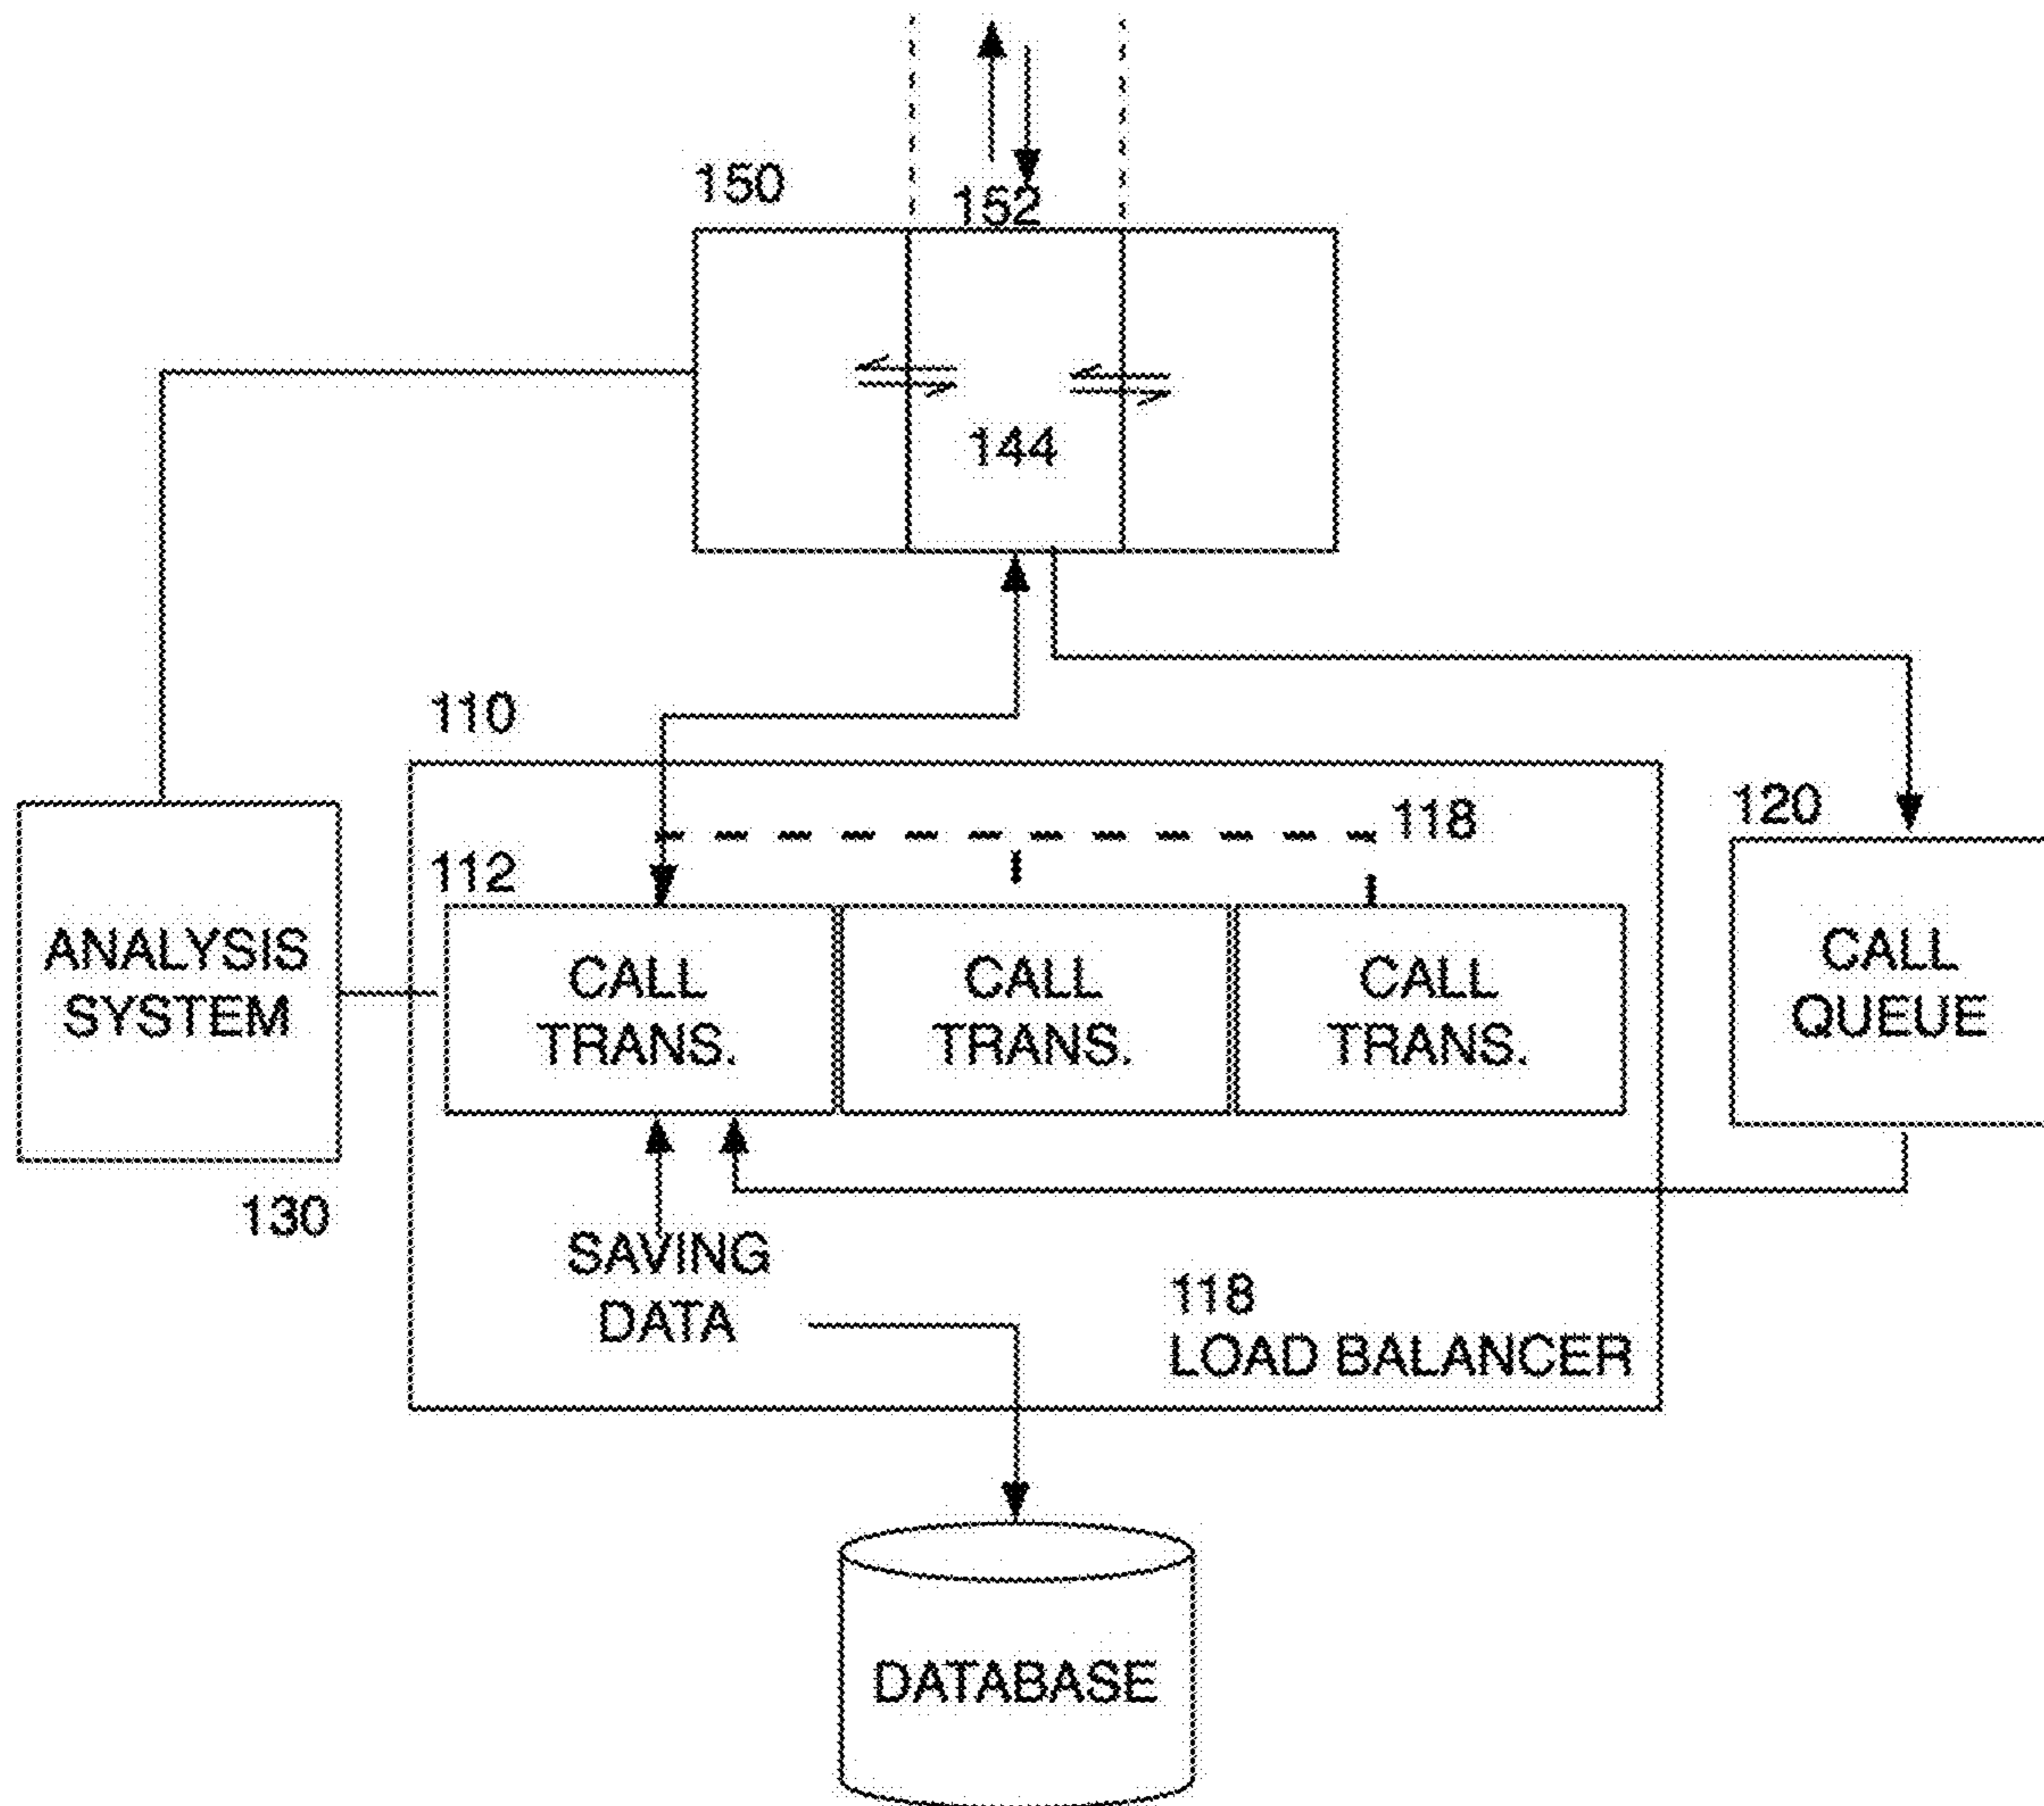 150
152
144
110
118
120
112
ANALYSIS
SYSTEM
CALL
TRANS.
CALL
TRANS.
CALL
TRANS.
CALL
QUEUE
130
SAVING
DATA
118
LOAD BALANCER
DATABASE